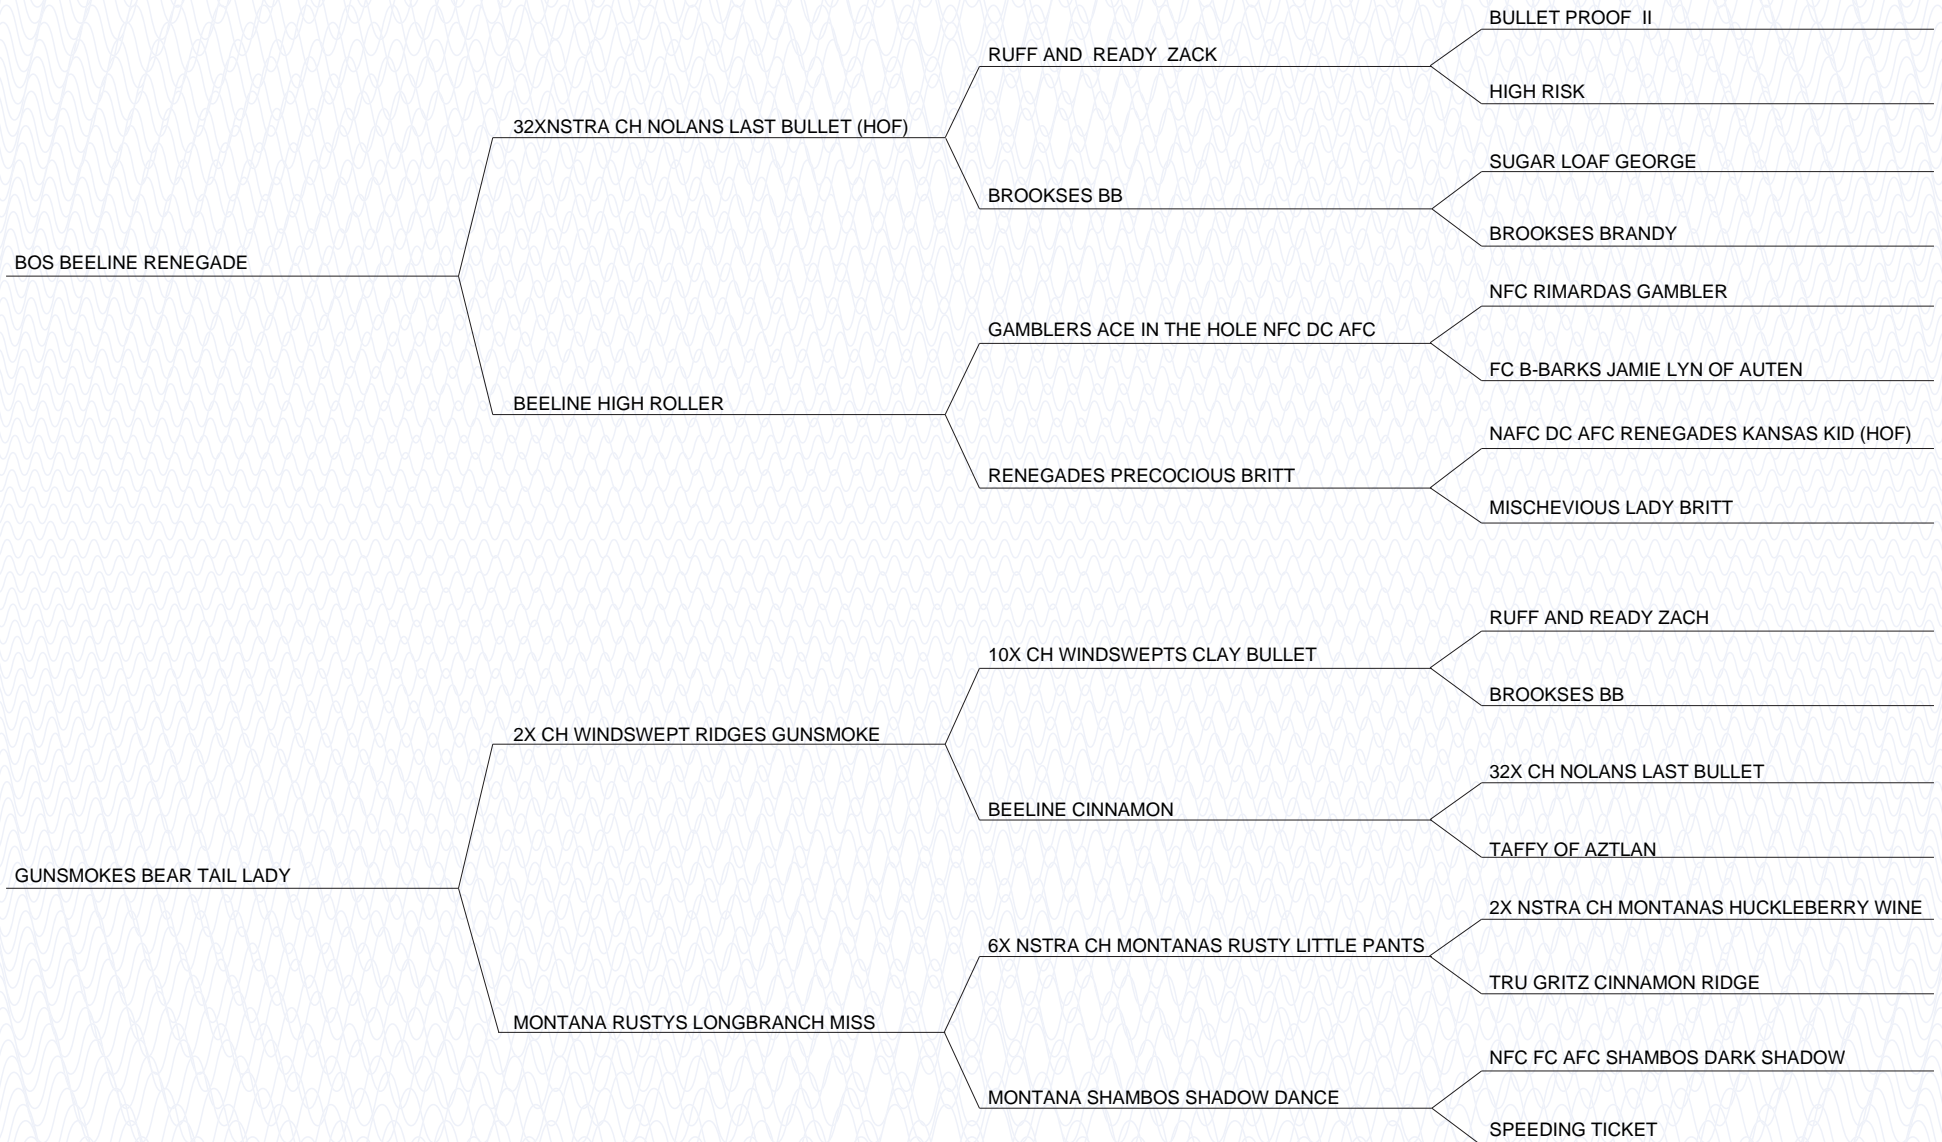 BULLET PROOF  II
RUFF AND  READY  ZACK
HIGH RISK
32XNSTRA CH NOLANS LAST BULLET (HOF)
SUGAR LOAF GEORGE
BROOKSES BB
BROOKSES BRANDY
BOS BEELINE RENEGADE
NFC RIMARDAS GAMBLER
GAMBLERS ACE IN THE HOLE NFC DC AFC
FC B-BARKS JAMIE LYN OF AUTEN
BEELINE HIGH ROLLER
NAFC DC AFC RENEGADES KANSAS KID (HOF)
RENEGADES PRECOCIOUS BRITT
MISCHEVIOUS LADY BRITT
RUFF AND READY ZACH
10X CH WINDSWEPTS CLAY BULLET
BROOKSES BB
2X CH WINDSWEPT RIDGES GUNSMOKE
32X CH NOLANS LAST BULLET
BEELINE CINNAMON
TAFFY OF AZTLAN
GUNSMOKES BEAR TAIL LADY
2X NSTRA CH MONTANAS HUCKLEBERRY WINE
6X NSTRA CH MONTANAS RUSTY LITTLE PANTS
TRU GRITZ CINNAMON RIDGE
MONTANA RUSTYS LONGBRANCH MISS
NFC FC AFC SHAMBOS DARK SHADOW
MONTANA SHAMBOS SHADOW DANCE
SPEEDING TICKET